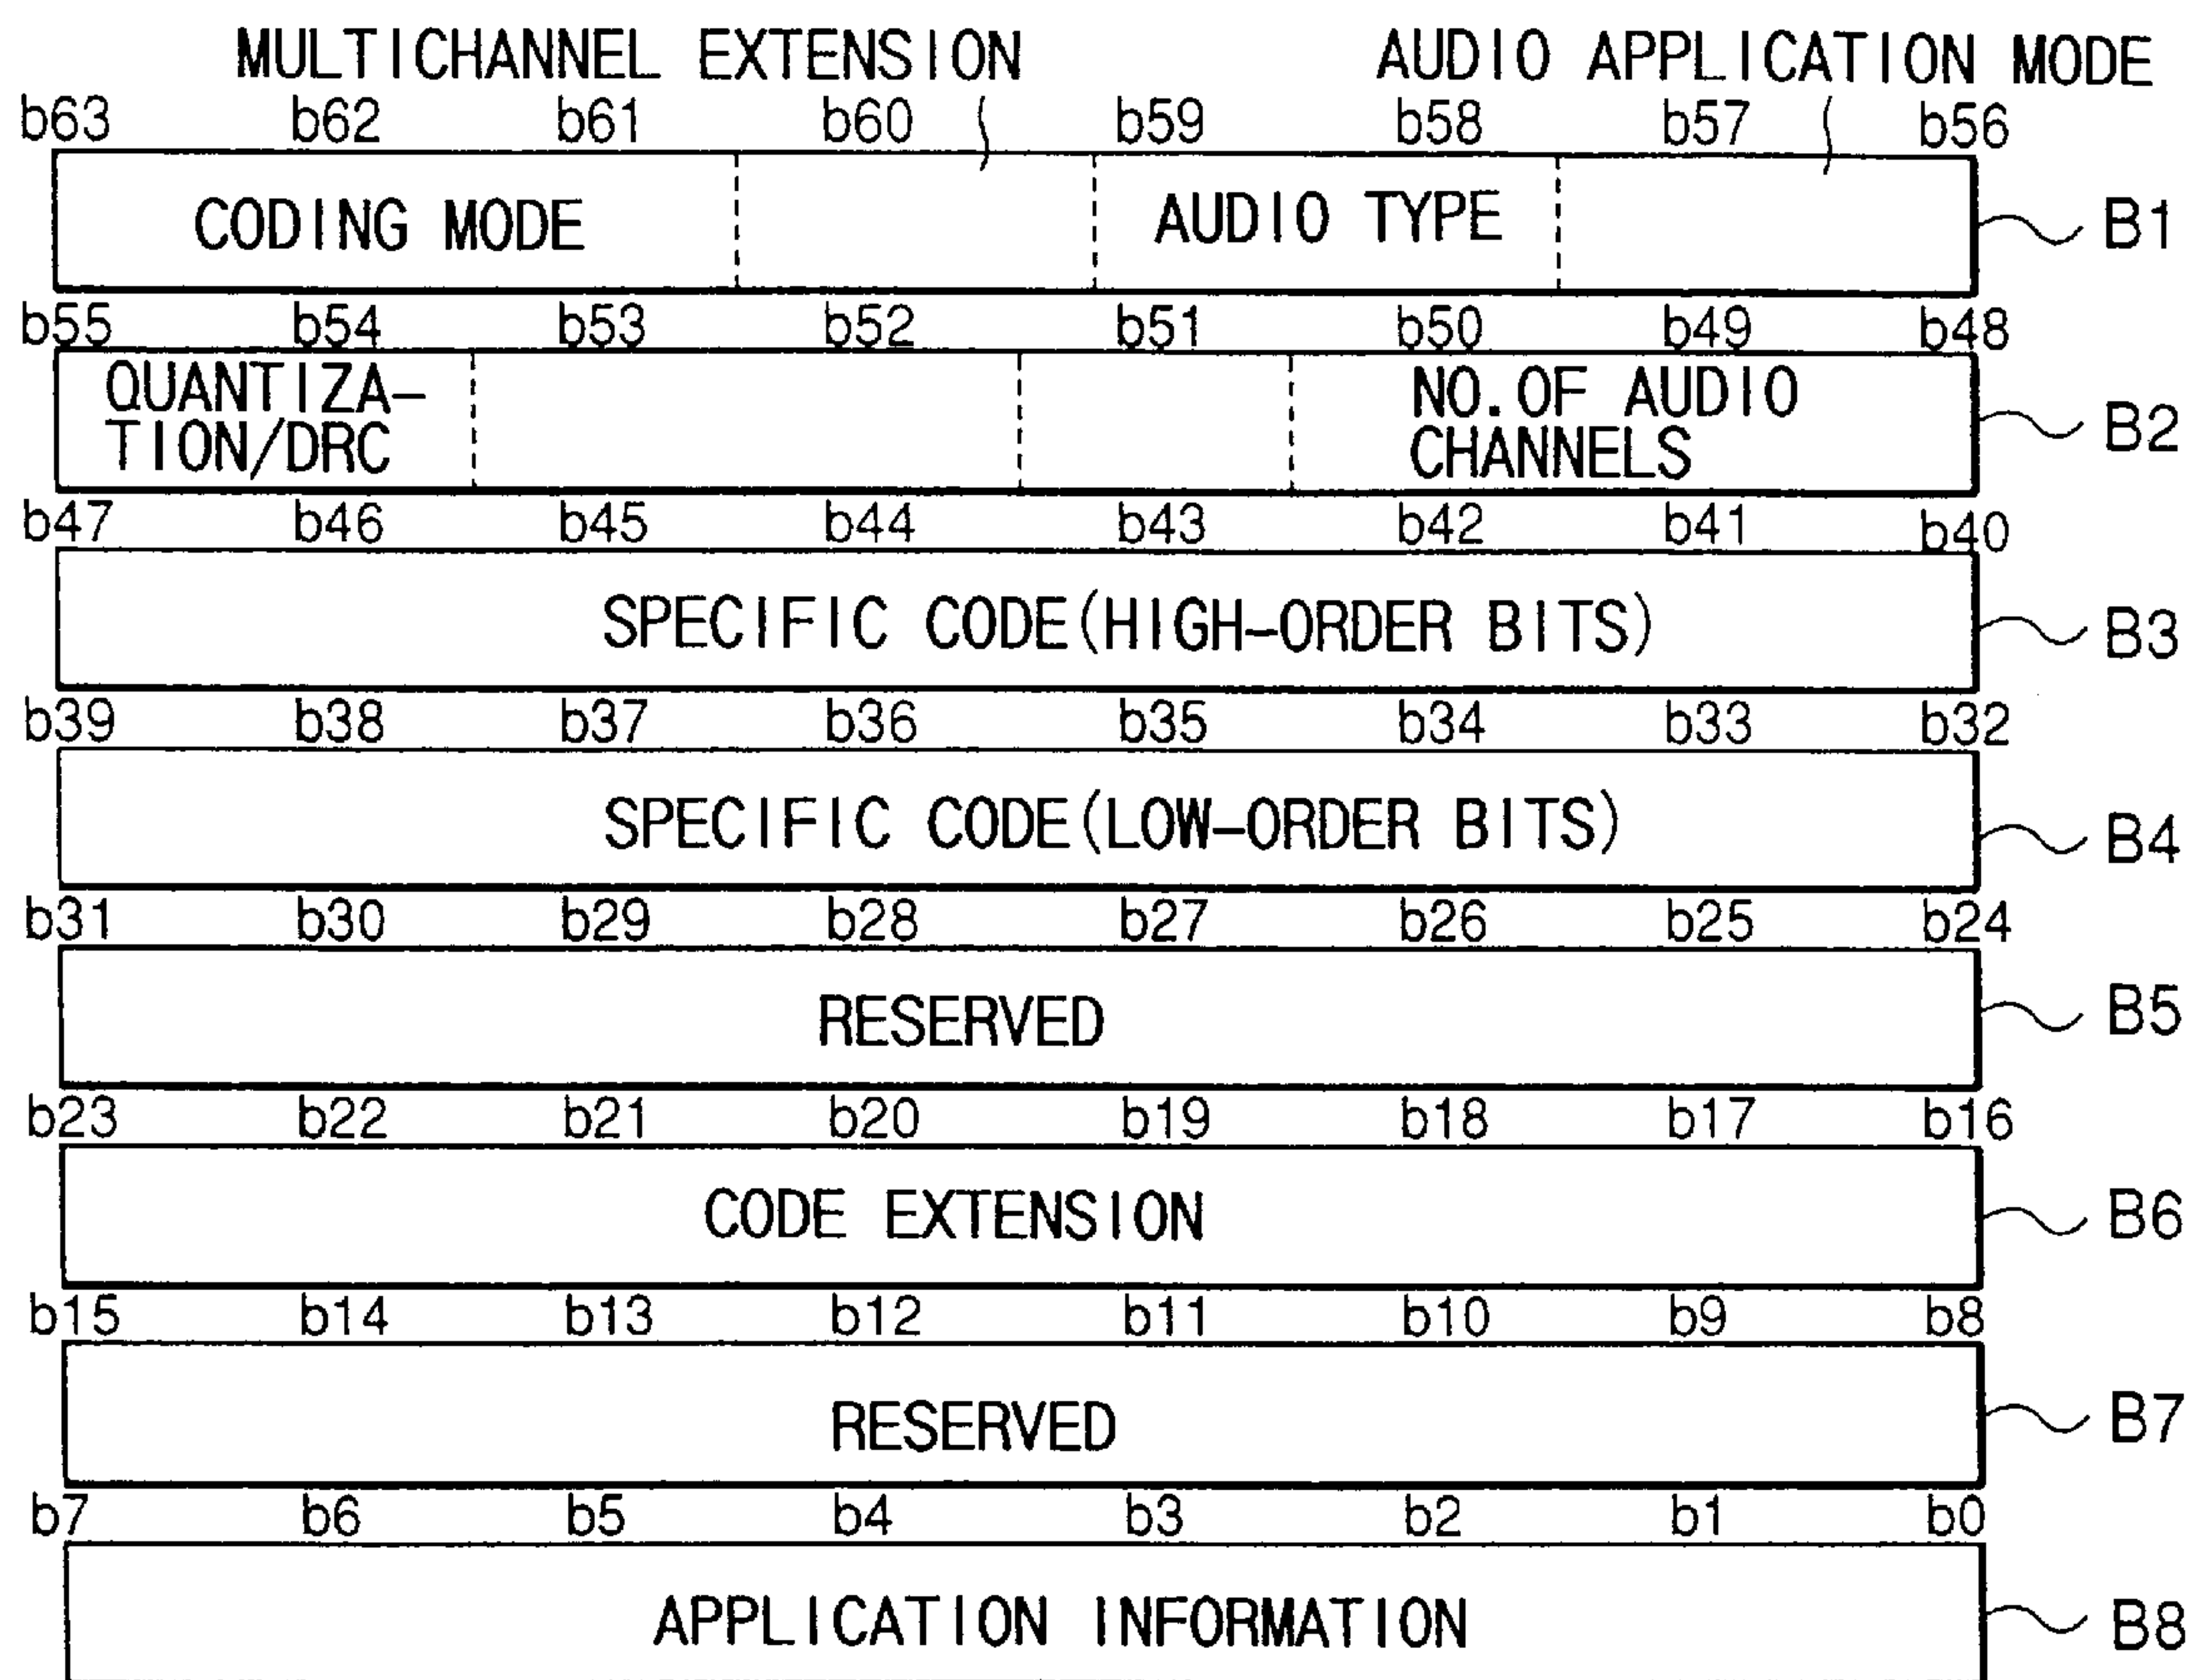 MULTICHANNEL EXTENSION AUDIO APPLICATION MODE
b63 b62 b61 b60 b59 b58 b57 b56
CODING MODE AUDIO TYPE B1
b55 b54 b53 b52 b51 b50 b49 b48
QUANTIZA- NO. OF AUDIO
TION/DRC CHANNELS B2
b47 b46 b45 b44 b43 b42 b41 b40
SPECIFIC CODE(HIGH-ORDER BITS) B3
b39 b38 b37 b36 b35 b34 b33 b32
SPECIFIC CODE(LOW-ORDER BITS) B4
b31 b30 b29 b28 b27 b26 b25 b24
RESERVED B5
b23 b22 b21 b20 b19 b18 b17 b16
CODE EXTENSION B6
b15 b14 b13 b12 b11 b10 b9 b8
RESERVED B7
b7 b6 b5 b4 b3 b2 b1 b0
APPLICATION INFORMATION B8